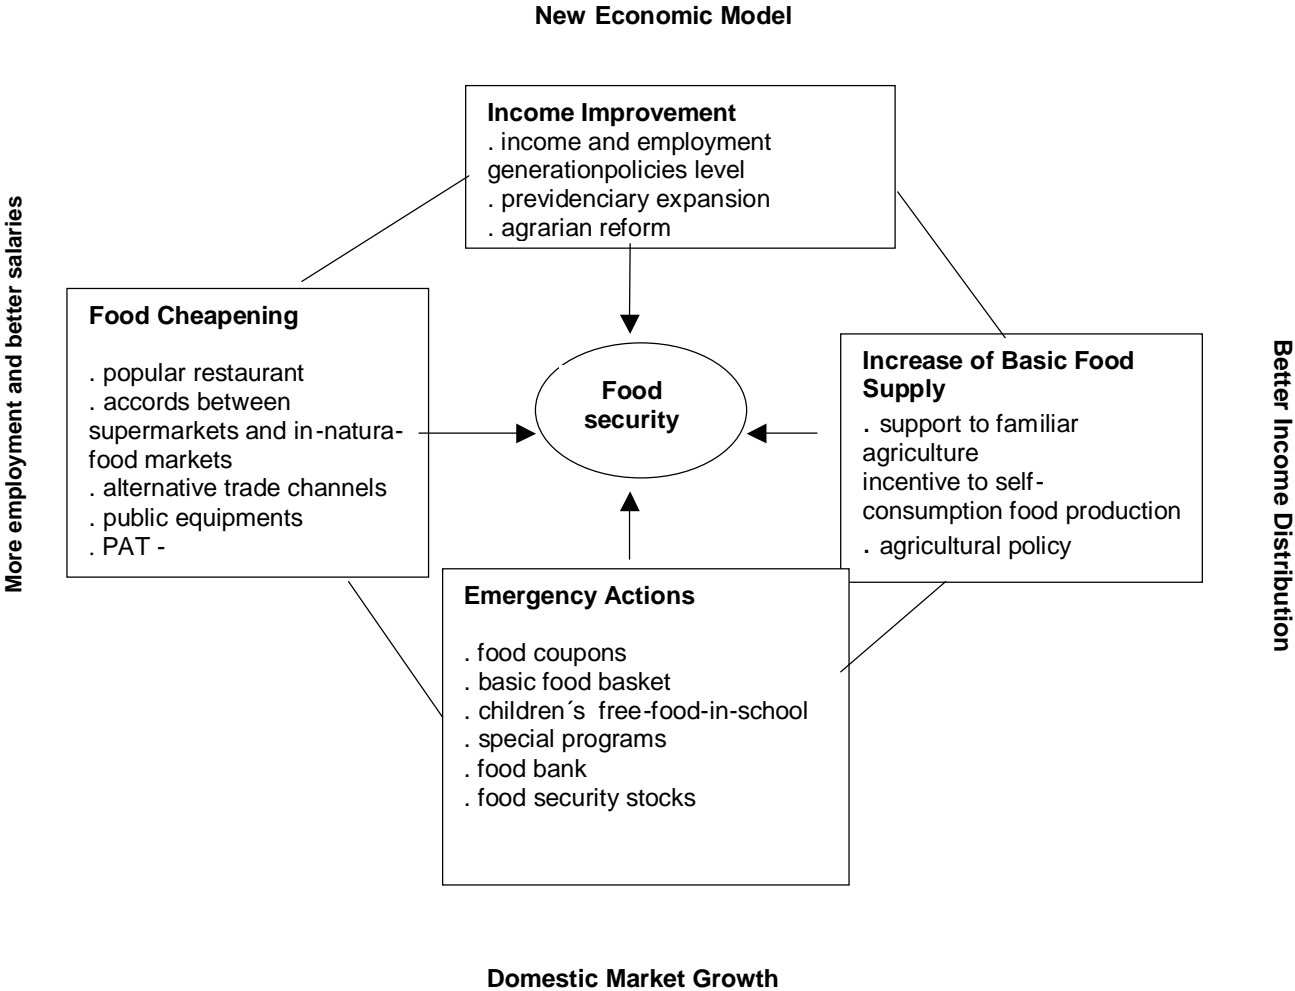 New Economic Model
Income Improvement
. income and employment
generationpolicies level
. previdenciary expansion
. agrarian reform
More employment and better salaries
Food Cheapening
. popular restaurant
. accords between
supermarkets and in-natura-
food markets
. alternative trade channels
. public equipments
. PAT -
Food
security
Increase of Basic Food
Supply
. support to familiar
agriculture
incentive to self-
consumption food production
. agricultural policy
Better Income Distribution
Emergency Actions
. food coupons
. basic food basket
. children´s free-food-in-school
. special programs
. food bank
. food security stocks
Domestic Market Growth